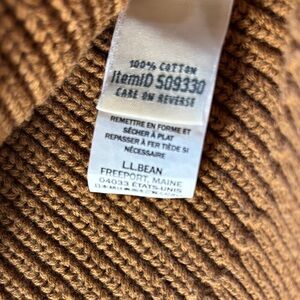 100% COTTON
ItemID 509330
CARE ON REVERSE
REMETTRE EN FORME ET
SÉCHER À PLAT
REPASSER À FER TIÈDE SI
NÉCESSAIRE
L.L.BEAN
FREEPORT, MAINE
04033 ÉTATS-UNIS